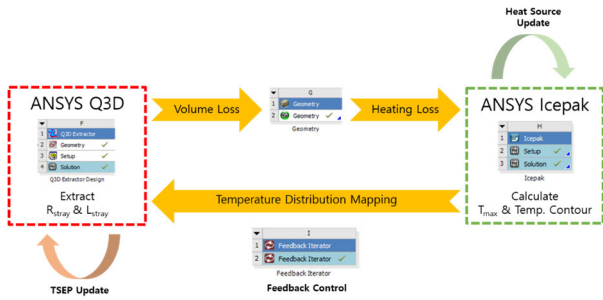 Heat Source
Update
ANSYS Q3D
F
1 Q3D Extractor
2 Geometry
3 Setup
4 Solution
Q3D Extractor Design
Extract
Rstray & Lstray
TSEP Update
Volume Loss
G
1 Geometry
2 Geometry
Geometry
Heating Loss
ANSYS Icepak
H
1 Icepak
2 Setup
3 Solution
Icepak
Calculate
Tmax & Temp. Contour
Temperature Distribution Mapping
I
1 Feedback Iterator
2 Feedback Iterator
Feedback Iterator
Feedback Control